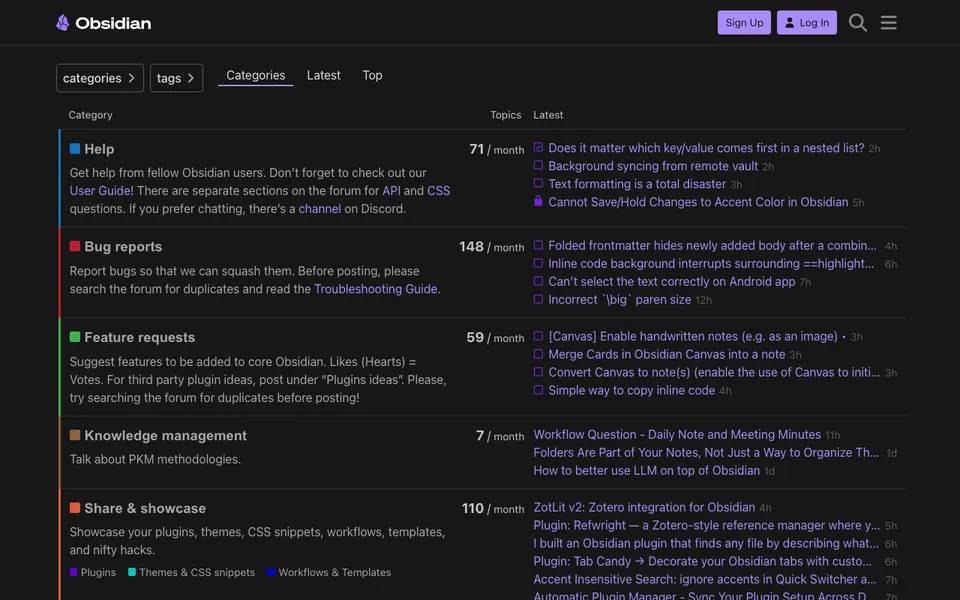 Obsidian
Sign Up
Log In
categories
tags
Categories
Latest
Top
Category
Topics
Latest
Help
Get help from fellow Obsidian users. Don’t forget to check out our
User Guide! There are separate sections on the forum for API and CSS
questions. If you prefer chatting, there’s a channel on Discord.
71 / month
Does it matter which key/value comes first in a nested list? 2h
Background syncing from remote vault 2h
Text formatting is a total disaster 3h
Cannot Save/Hold Changes to Accent Color in Obsidian 5h
Bug reports
Report bugs so that we can squash them. Before posting, please
search the forum for duplicates and read the Troubleshooting Guide.
148 / month
Folded frontmatter hides newly added body after a combin... 4h
Inline code background interrupts surrounding ==highlight... 6h
Can’t select the text correctly on Android app 7h
Incorrect `\big` paren size 12h
Feature requests
Suggest features to be added to core Obsidian. Likes (Hearts) =
Votes. For third party plugin ideas, post under “Plugins ideas”. Please,
try searching the forum for duplicates before posting!
59 / month
[Canvas] Enable handwritten notes (e.g. as an image) • 3h
Merge Cards in Obsidian Canvas into a note 3h
Convert Canvas to note(s) (enable the use of Canvas to initi... 3h
Simple way to copy inline code 4h
Knowledge management
Talk about PKM methodologies.
7 / month
Workflow Question - Daily Note and Meeting Minutes 11h
Folders Are Part of Your Notes, Not Just a Way to Organize Th... 1d
How to better use LLM on top of Obsidian 1d
Share & showcase
Showcase your plugins, themes, CSS snippets, workflows, templates,
and nifty hacks.
Plugins
Themes & CSS snippets
Workflows & Templates
110 / month
ZotLit v2: Zotero integration for Obsidian 4h
Plugin: Refwright — a Zotero-style reference manager where y... 5h
I built an Obsidian plugin that finds any file by describing what... 6h
Plugin: Tab Candy → Decorate your Obsidian tabs with custo... 6h
Accent Insensitive Search: ignore accents in Quick Switcher a... 7h
Automatic Plugin Manager - Sync Your Plugin Setup Across D... 7h